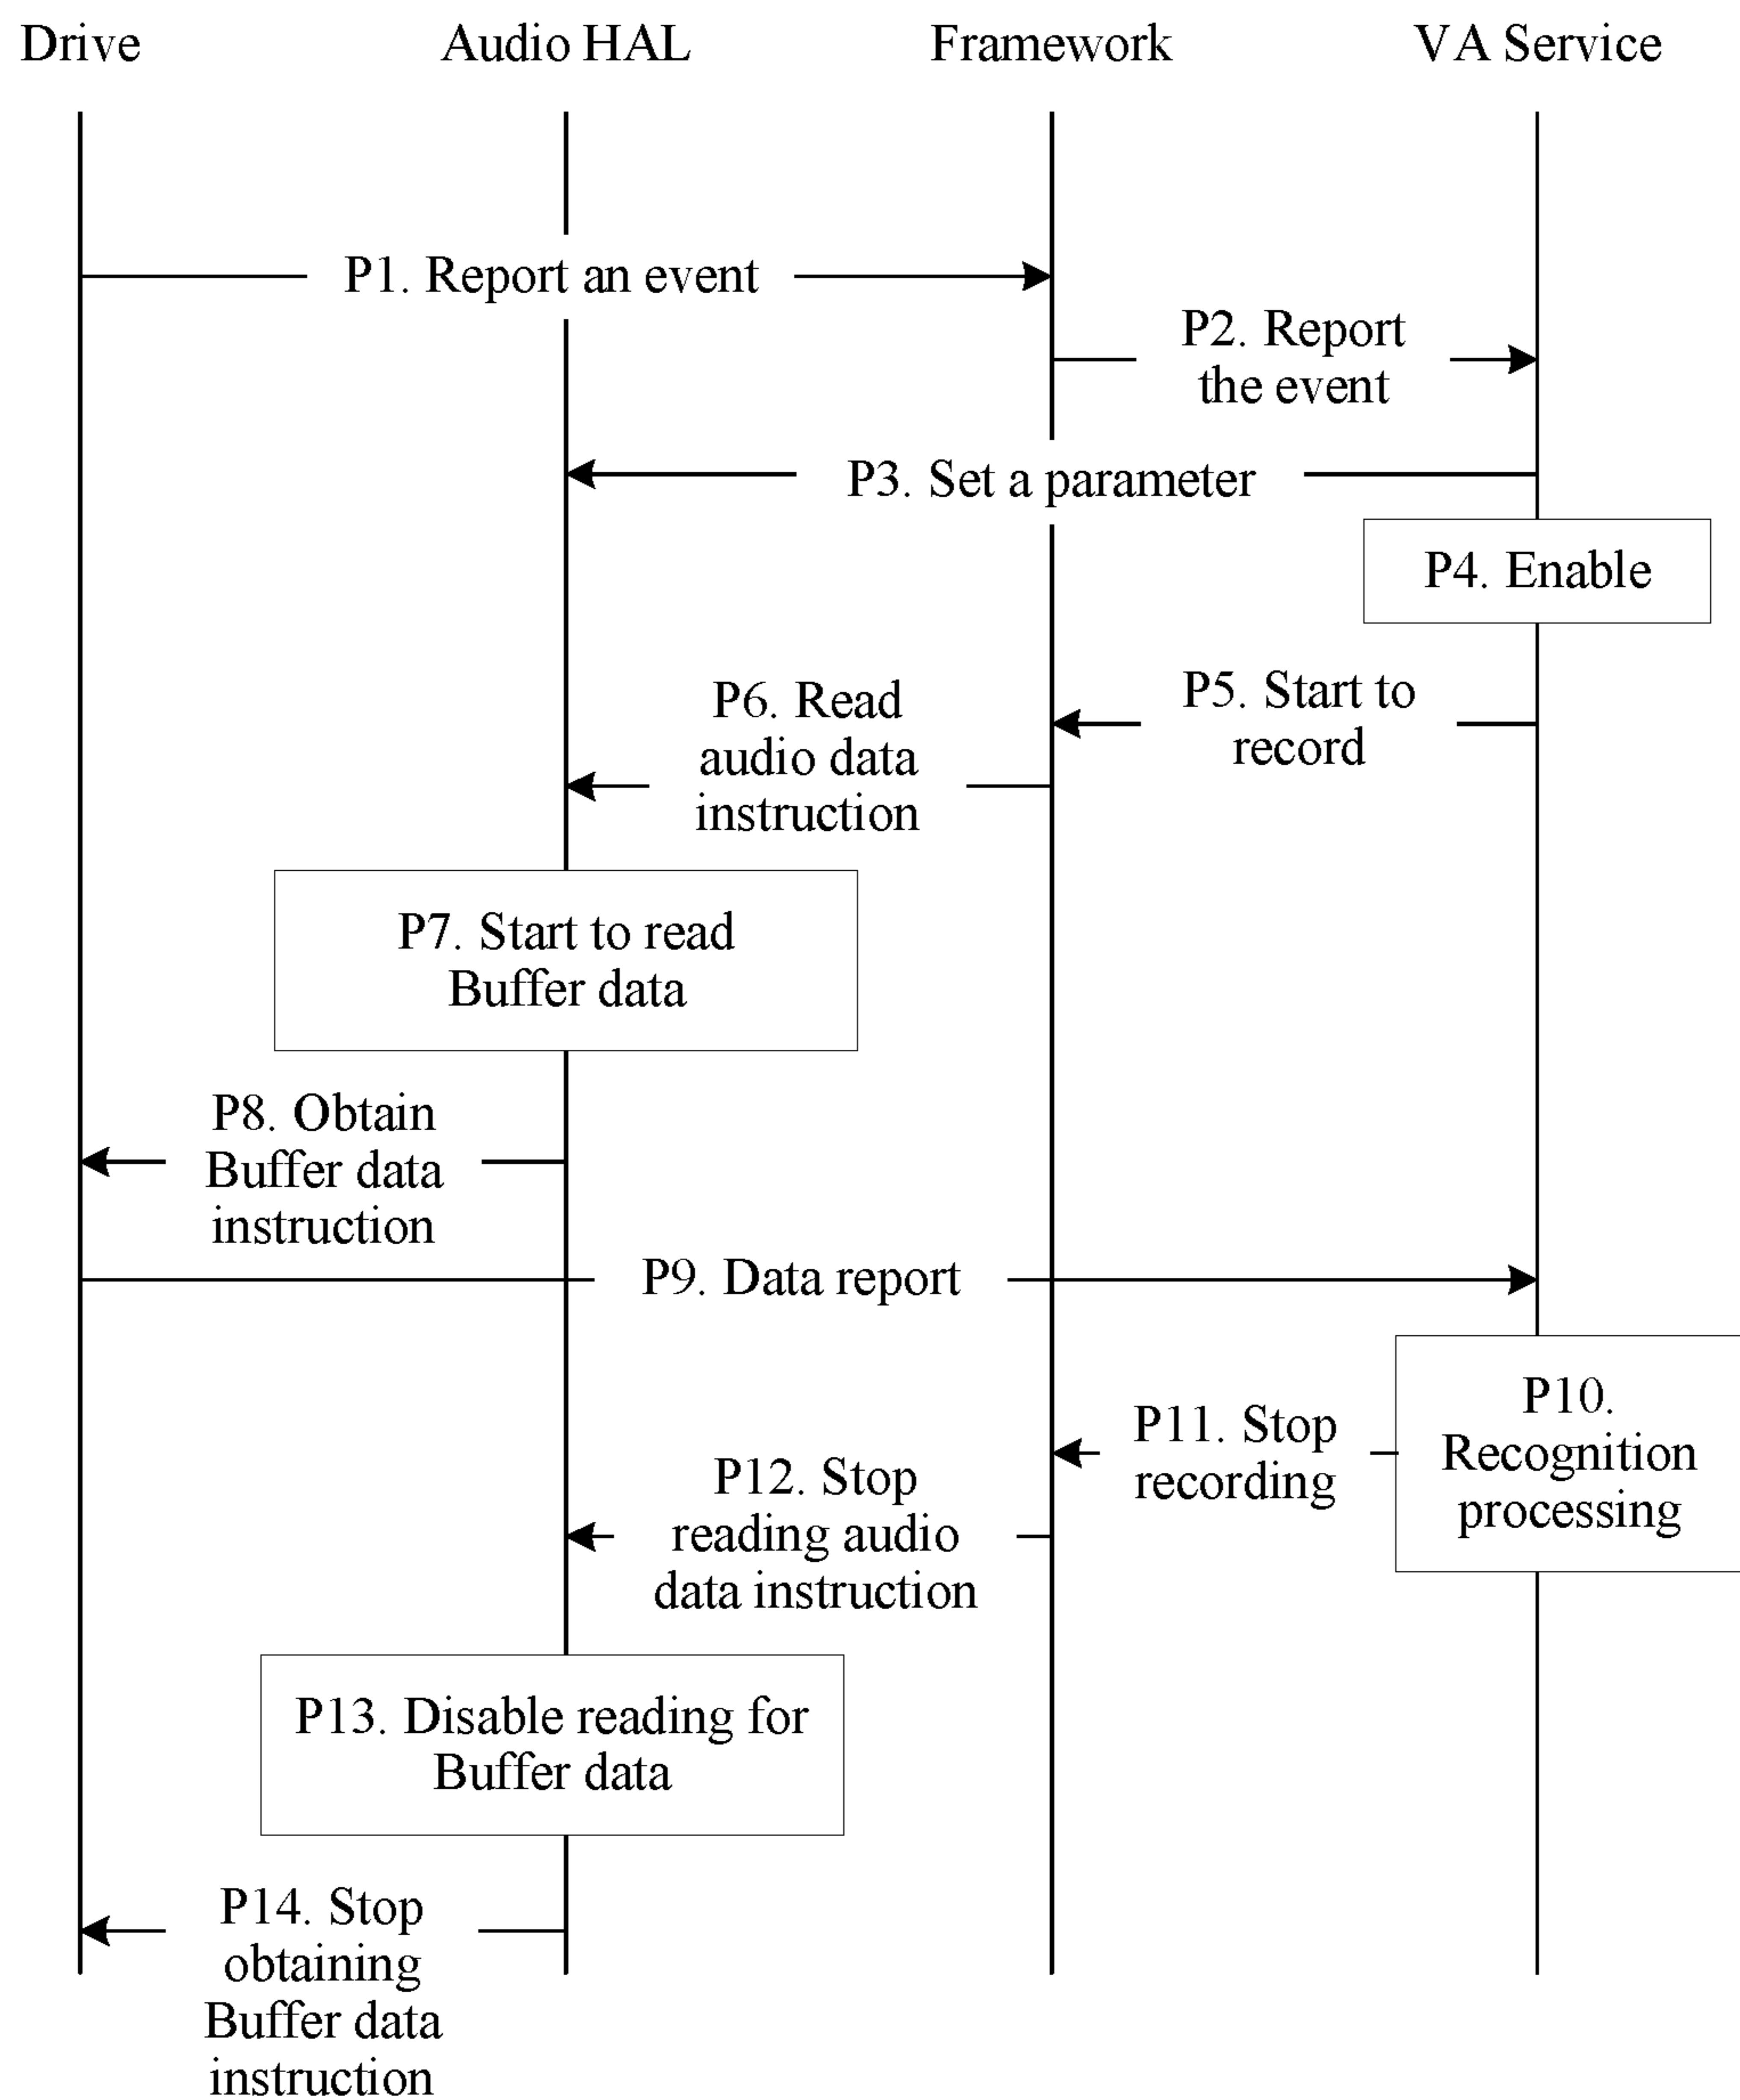 Drive
Audio HAL
Framework
VA Service
P1. Report an event
P2. Report
the event
P3. Set a parameter
P4. Enable
P5. Start to
record
P6. Read
audio data
instruction
P7. Start to read
Buffer data
P8. Obtain
Buffer data
instruction
P9. Data report
P10.
Recognition
processing
P11. Stop
recording
P12. Stop
reading audio
data instruction
P13. Disable reading for
Buffer data
P14. Stop
obtaining
Buffer data
instruction